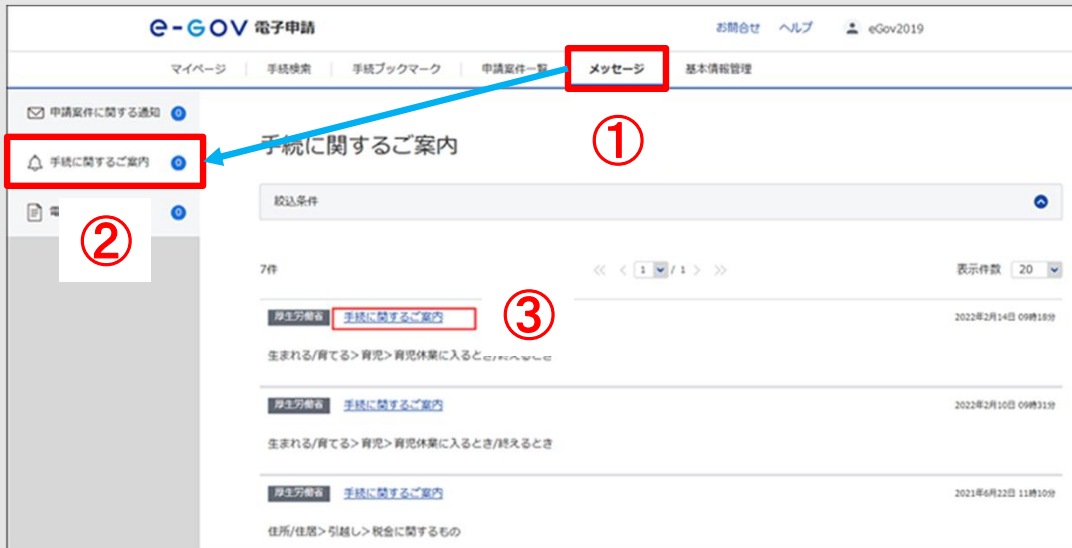 e-GOV 電子申請 お問合せ ヘルプ eGov2019
マイページ 手続検索 手続ブックマーク 申請案件一覧 メッセージ 基本情報管理
申請案件に関する通知 0
①
手続に関するご案内
手続に関するご案内 0
絞込条件
電 0
②
7件 1 / 1 表示件数 20
③
厚生労働省 手続に関するご案内 2022年2月14日 09時18分
生まれる/育てる>育児>育児休業に入るとき/終えるとき
厚生労働省 手続に関するご案内 2022年2月10日 09時31分
生まれる/育てる>育児>育児休業に入るとき/終えるとき
厚生労働省 手続に関するご案内 2021年6月22日 11時10分
住所/住居>引越し>税金に関するもの